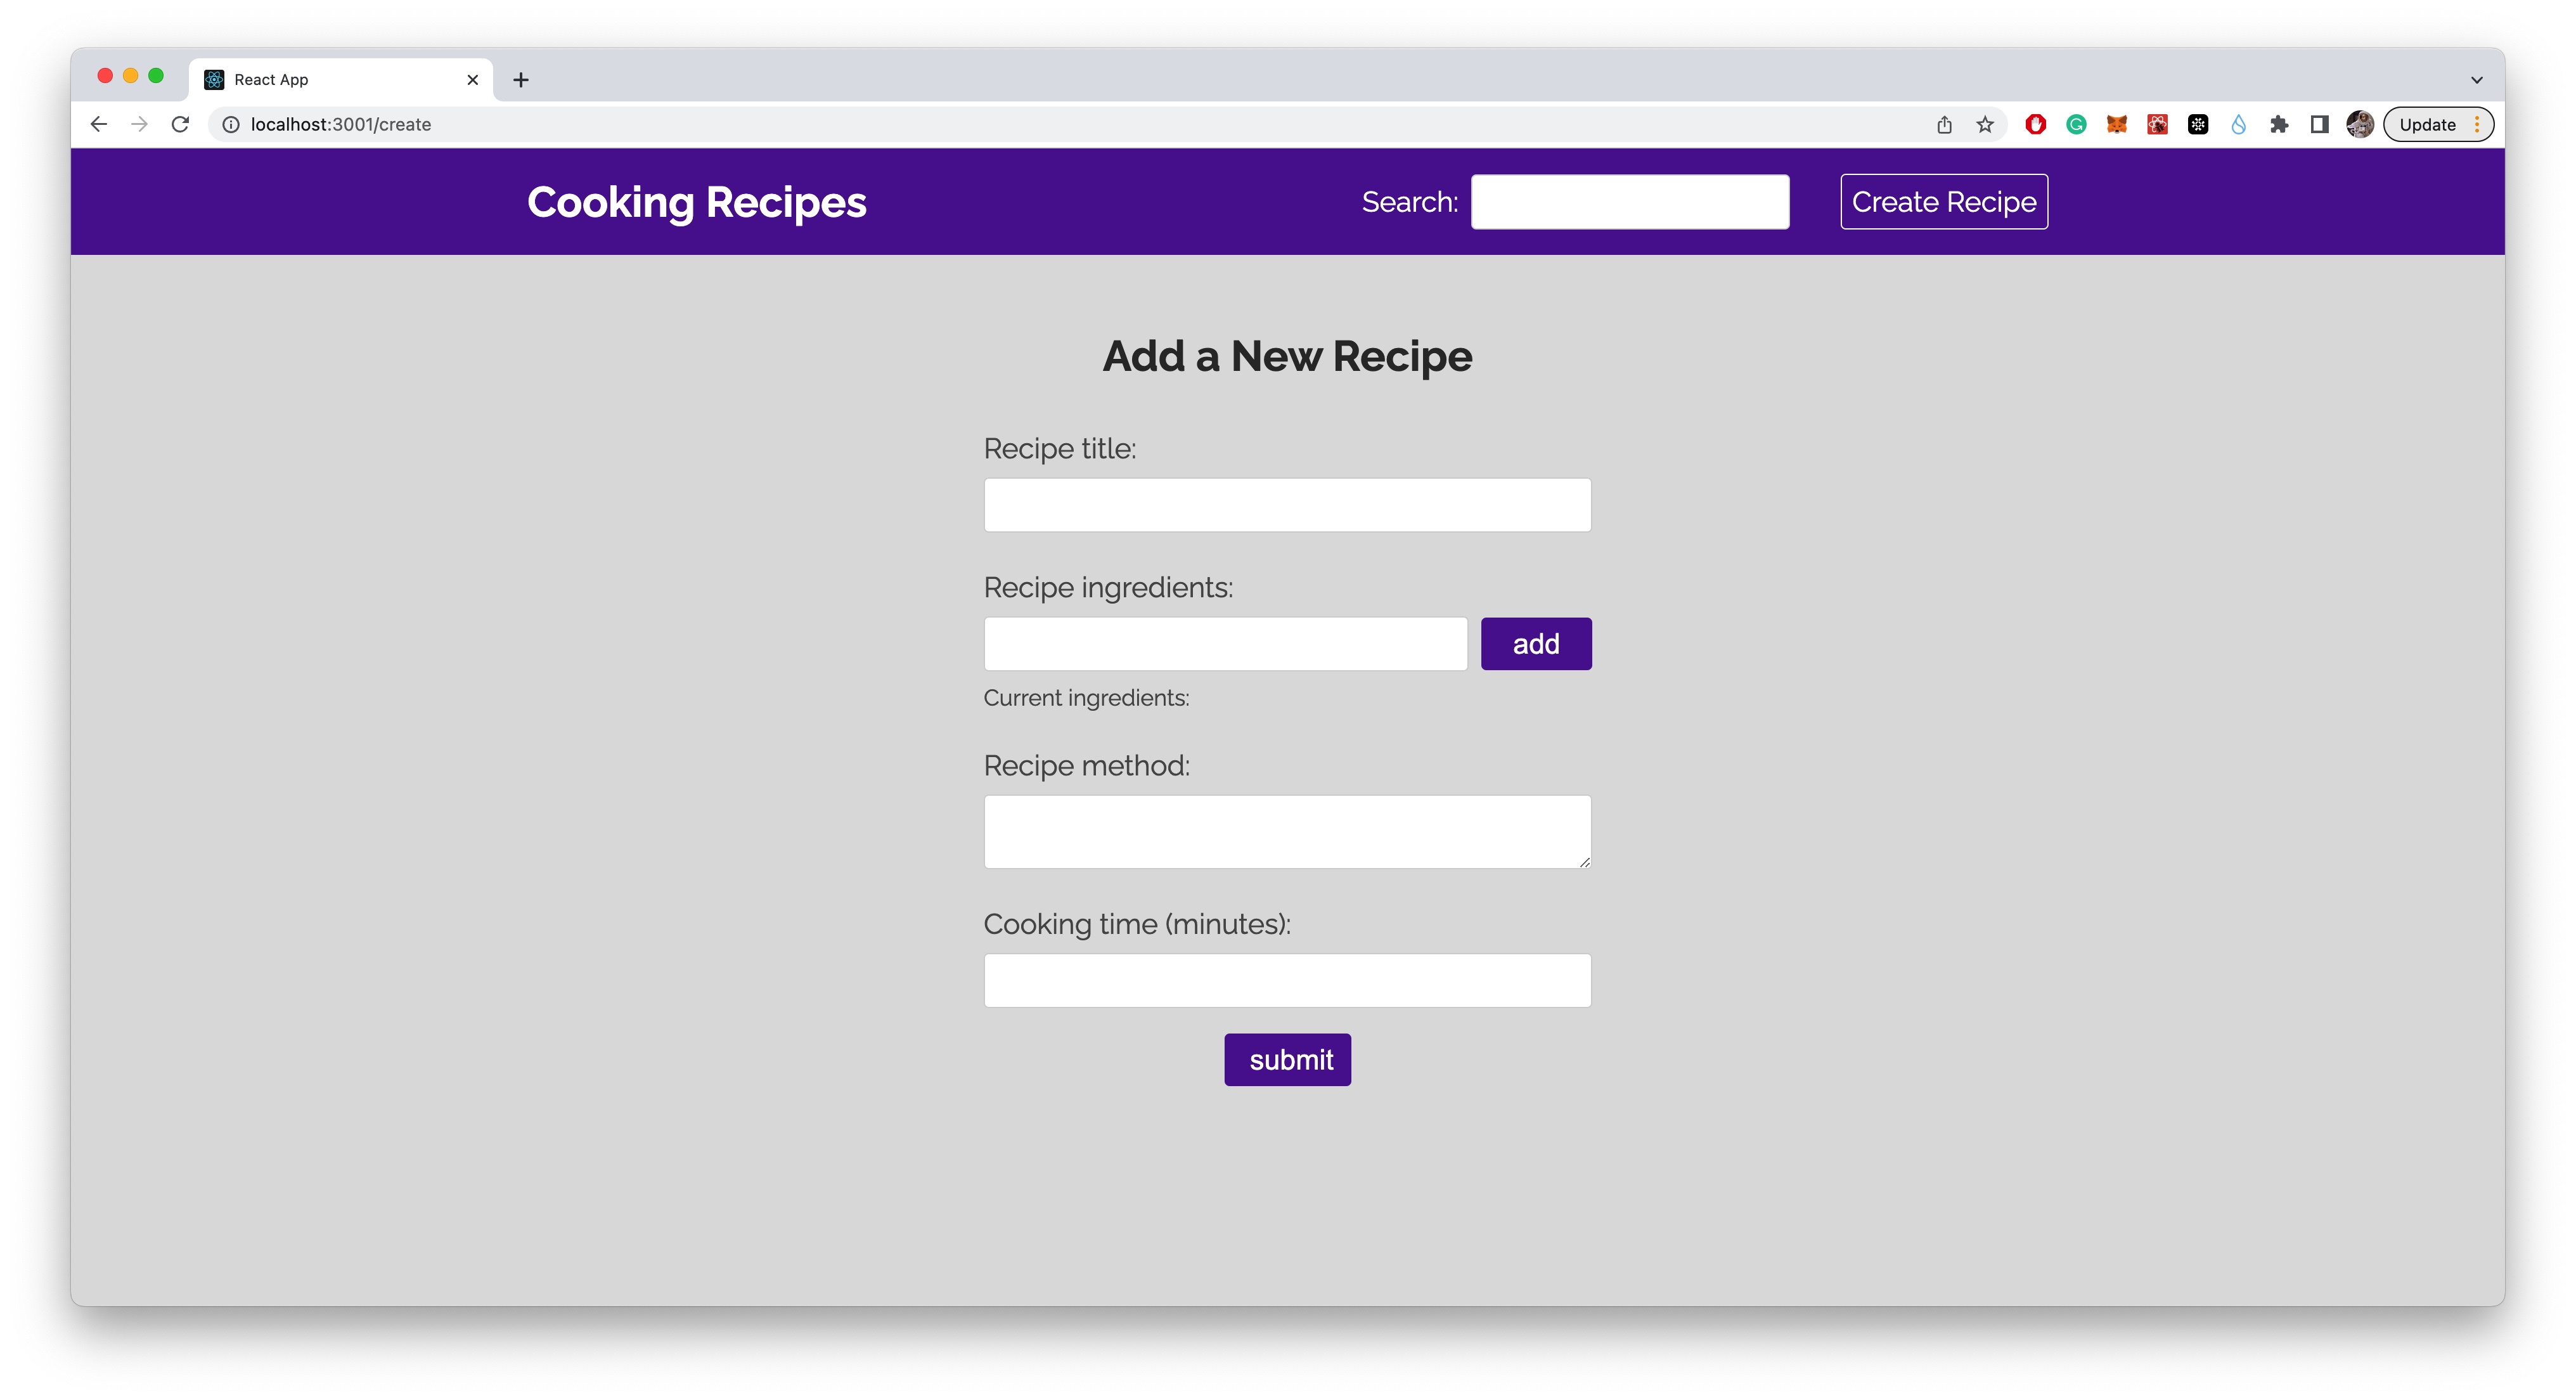 React App
localhost:3001/create
Update
Cooking Recipes
Search:
Create Recipe
Add a New Recipe
Recipe title:
Recipe ingredients:
add
Current ingredients:
Recipe method:
Cooking time (minutes):
submit